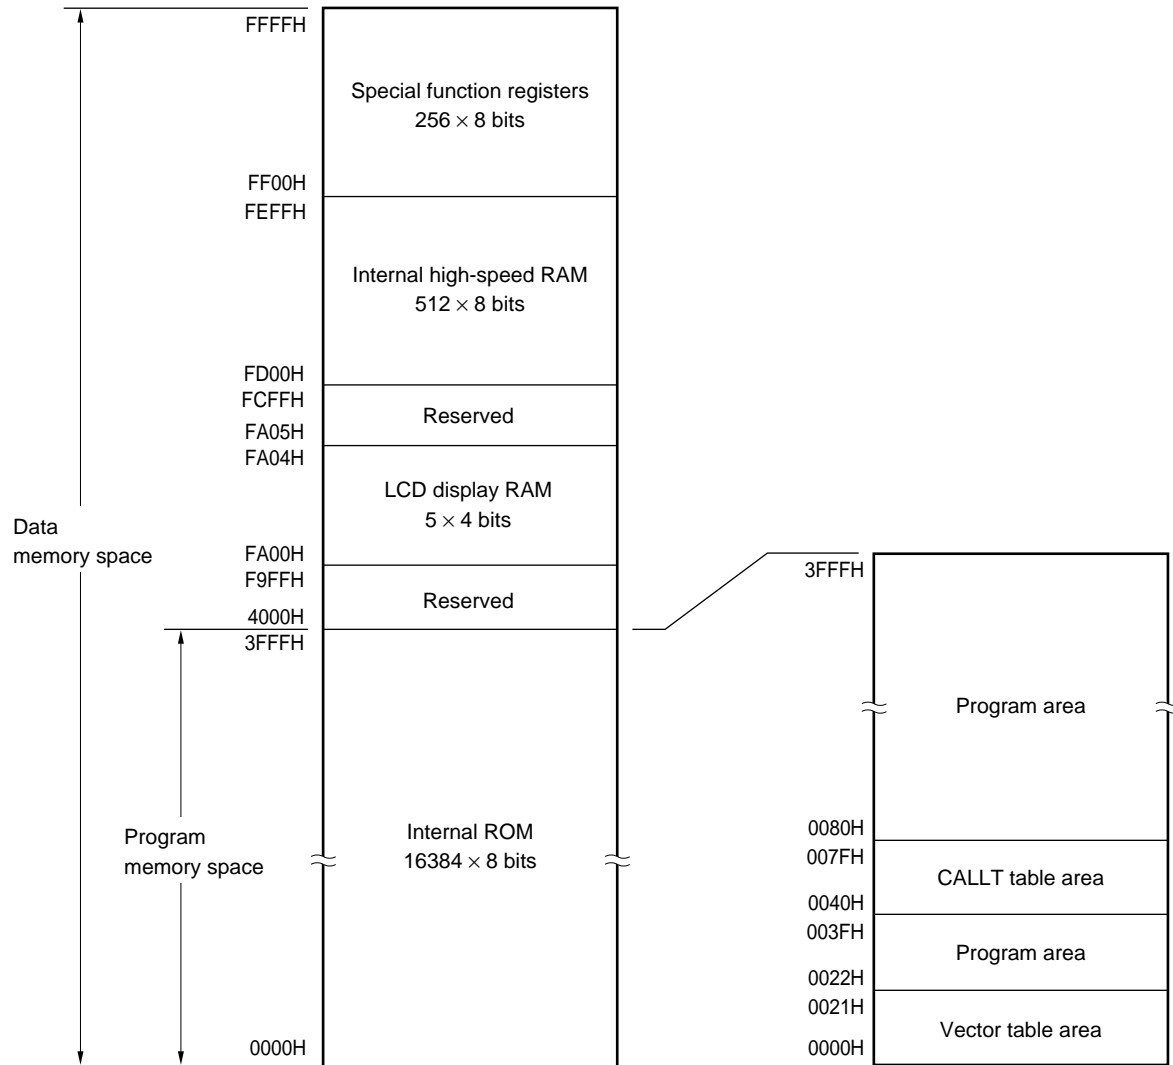 FFFFH
Special function registers
256 × 8 bits
FF00H
FEFFH
Internal high-speed RAM
512 × 8 bits
FD00H
FCFFH
Reserved
FA05H
FA04H
LCD display RAM
5 × 4 bits
Data
memory space
FA00H
F9FFH
Reserved
4000H
3FFFH
Program
memory space
Internal ROM
16384 × 8 bits
0000H
3FFFH
Program area
0080H
007FH
CALLT table area
0040H
003FH
Program area
0022H
0021H
Vector table area
0000H